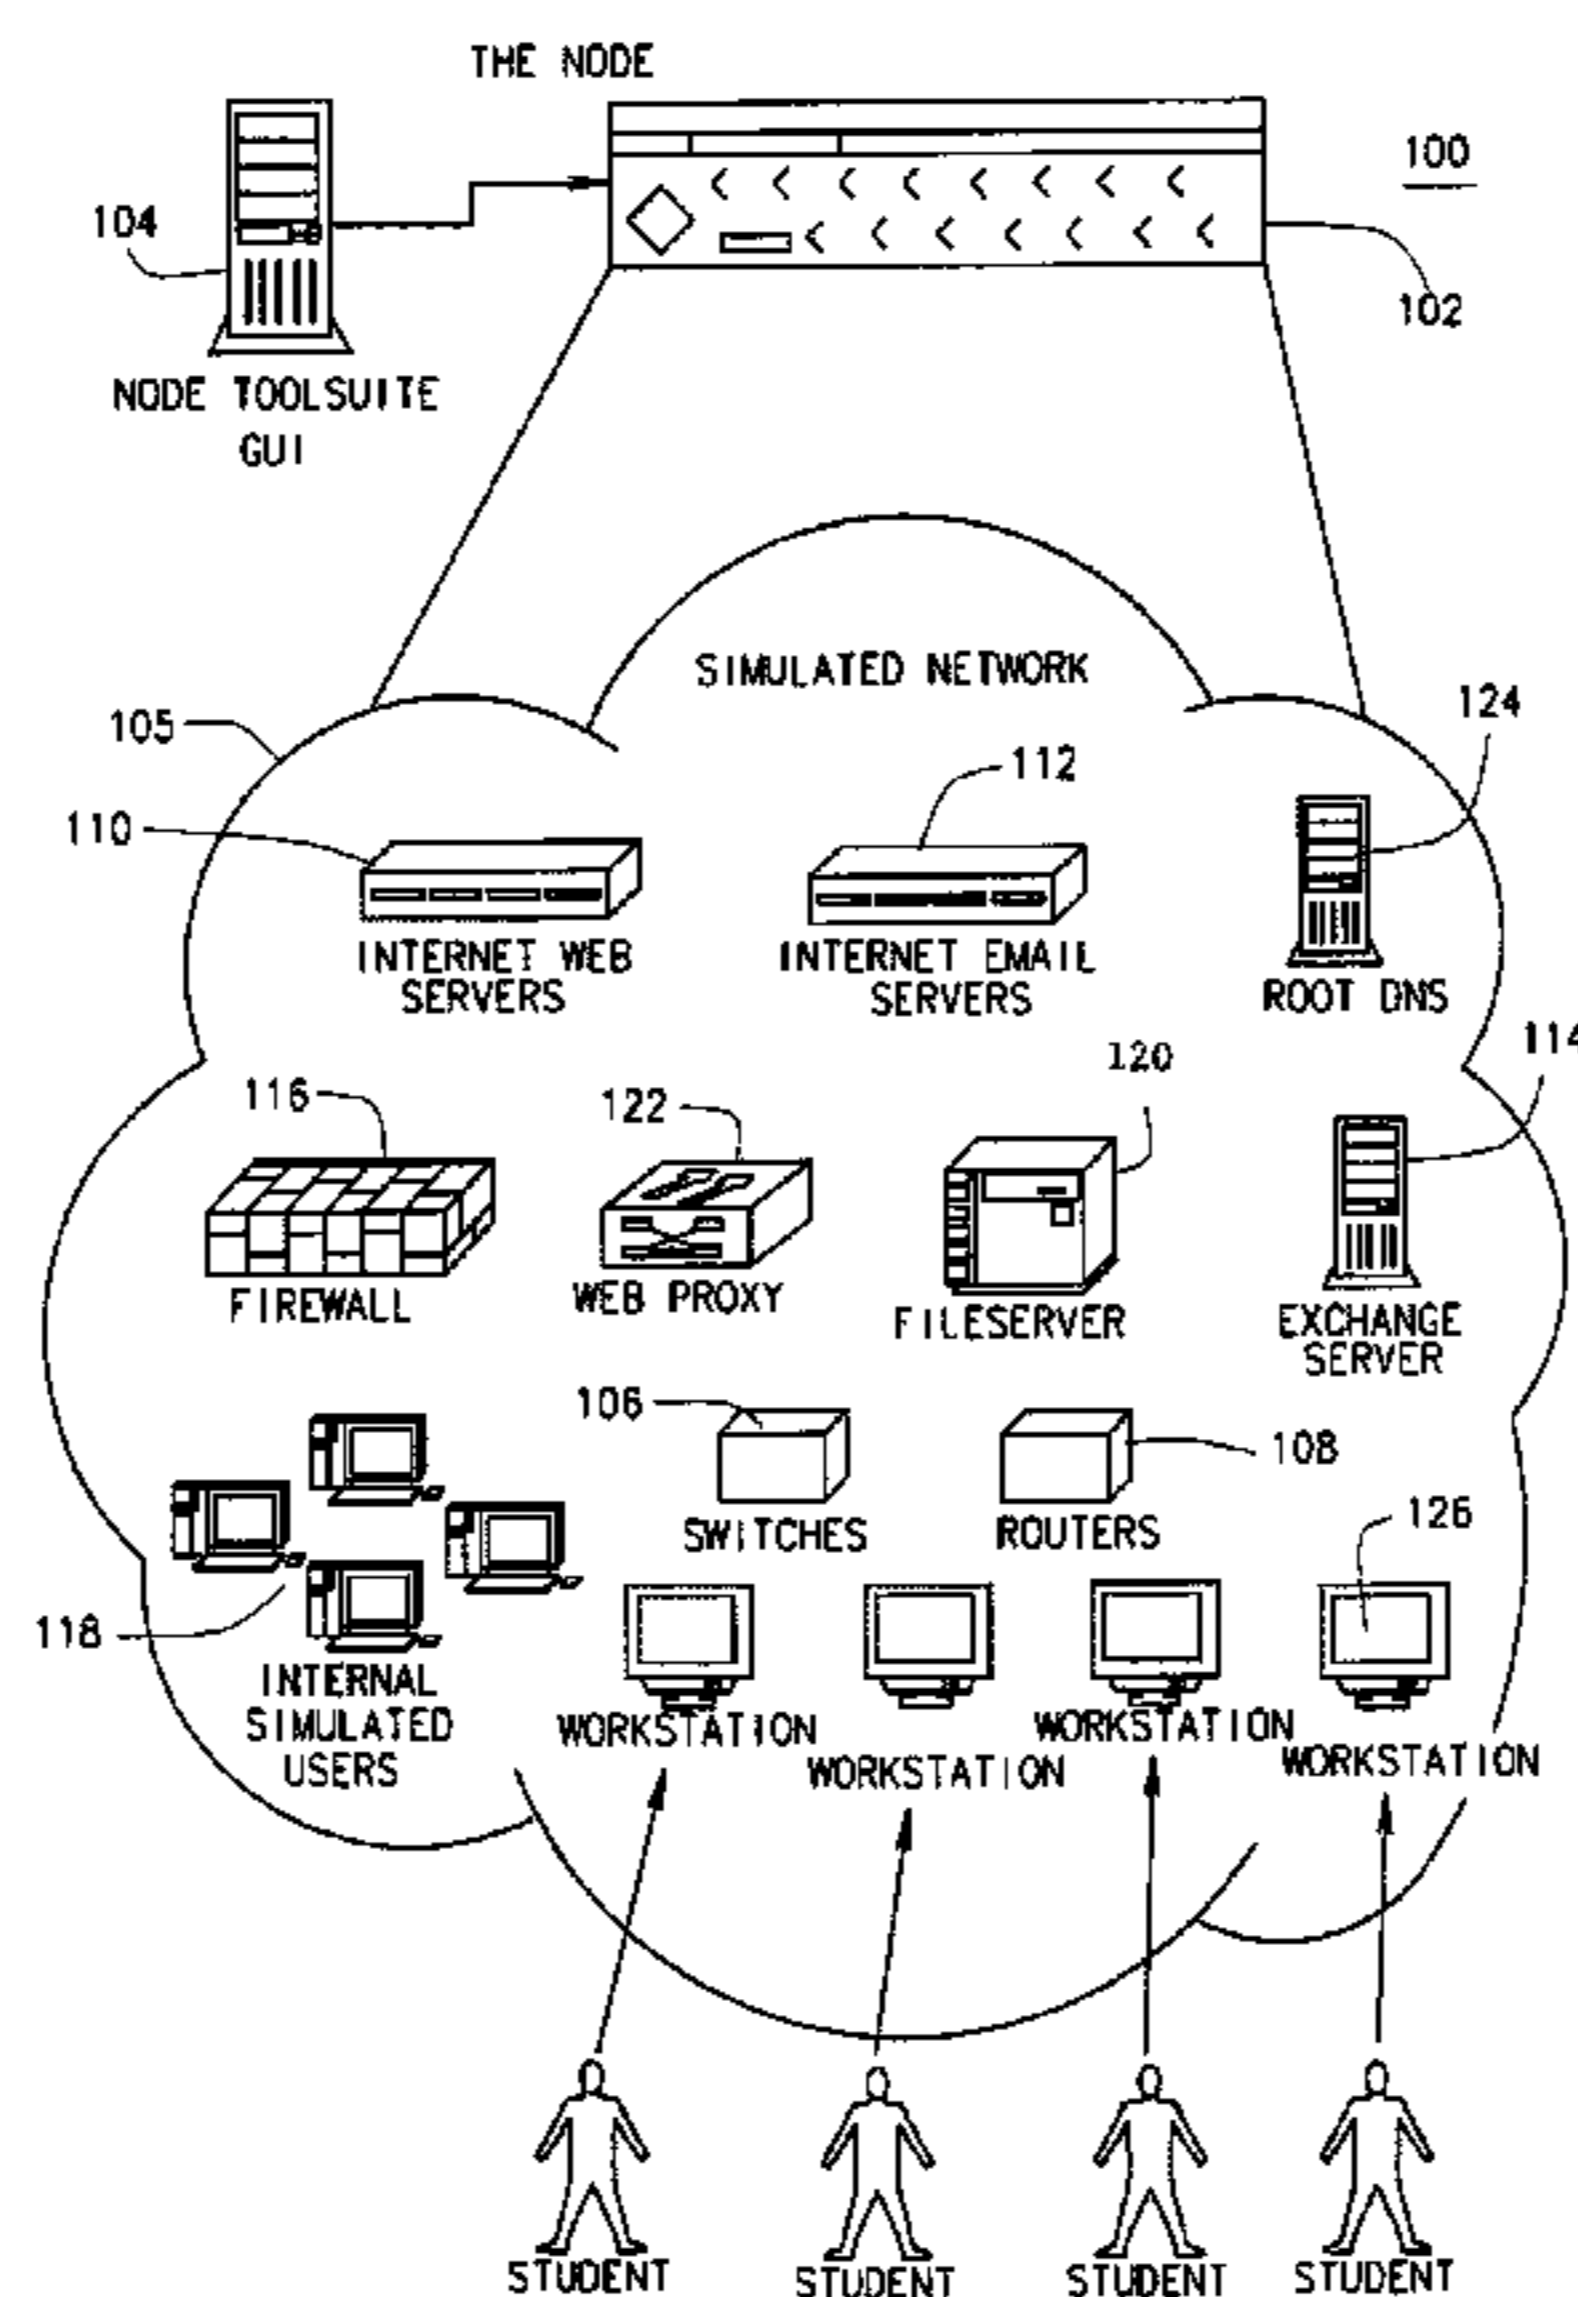 THE NODE
100
104
102
NODE TOOLSUITE
GUI
SIMULATED NETWORK
105
124
112
110
INTERNET WEB
SERVERS
INTERNET EMAIL
SERVERS
ROOT DNS
114
116
122
120
FIREWALL
WEB PROXY
FILESERVER
EXCHANGE
SERVER
106
108
SWITCHES
ROUTERS
126
118
INTERNAL
SIMULATED
USERS
WORKSTATION
WORKSTATION
WORKSTATION
WORKSTATION
STUDENT
STUDENT
STUDENT
STUDENT